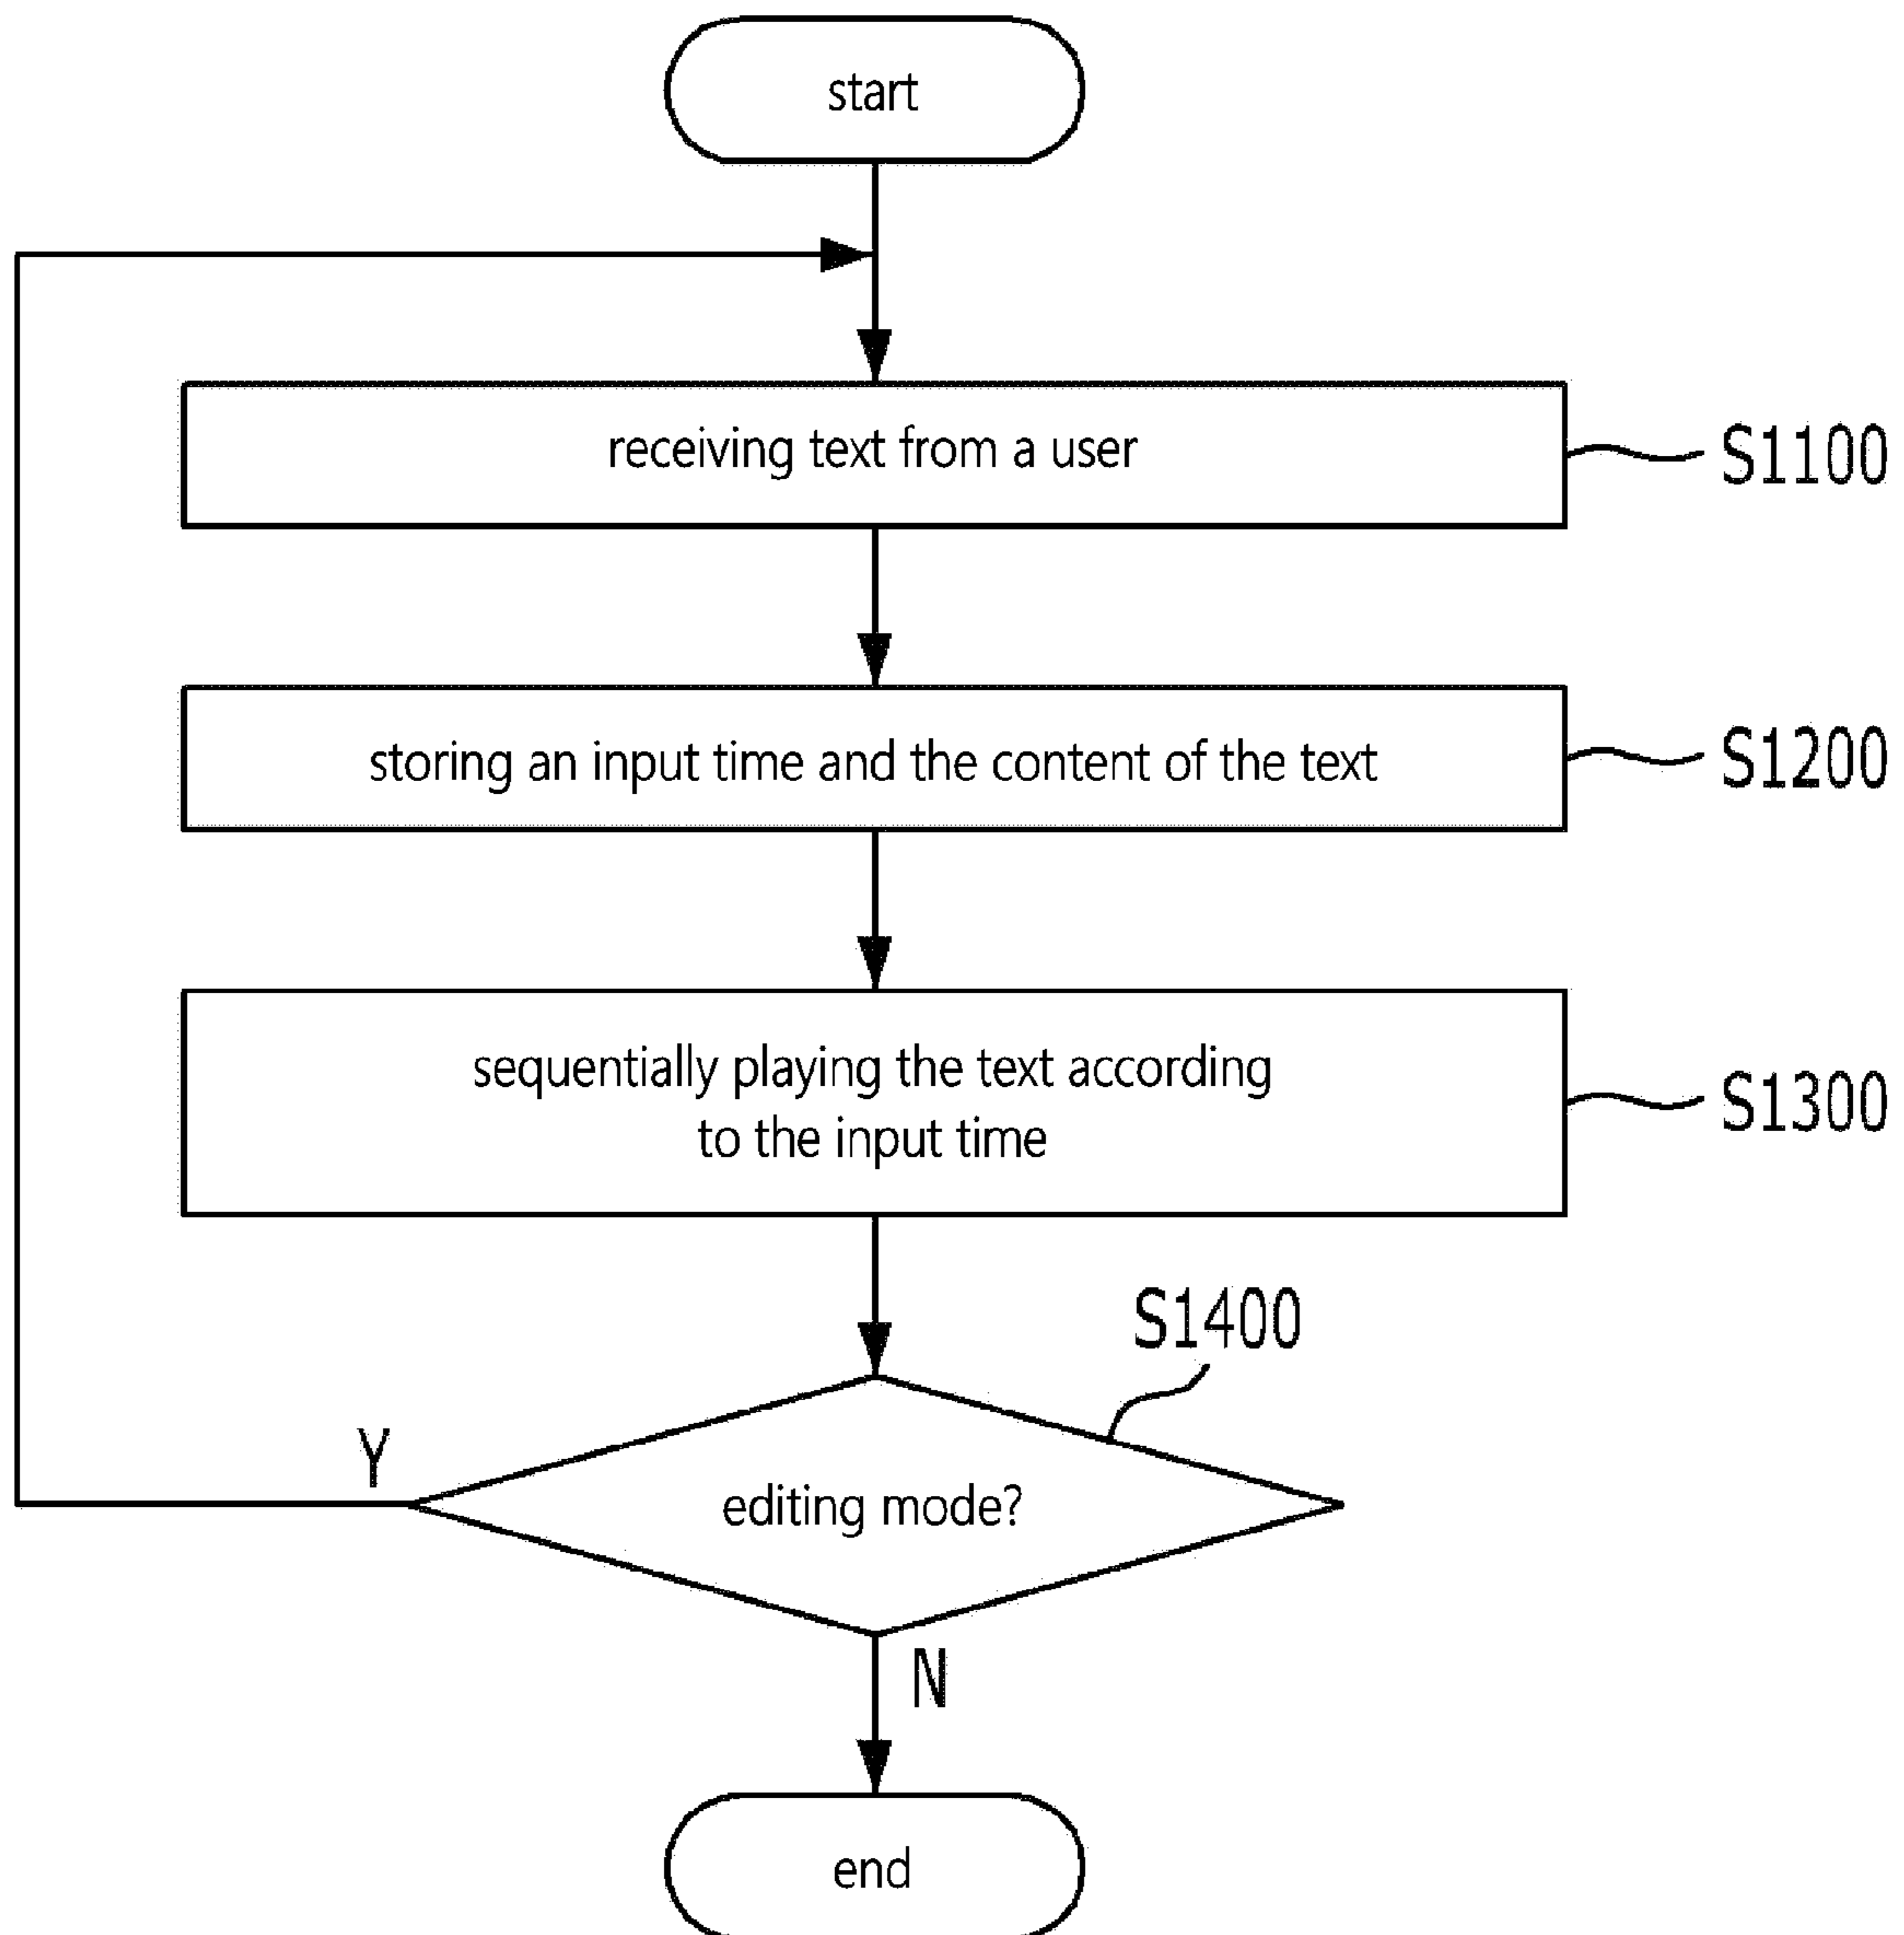 start
receiving text from a user
S1100
storing an input time and the content of the text
S1200
sequentially playing the text according
to the input time
S1300
S1400
Y
editing mode?
N
end